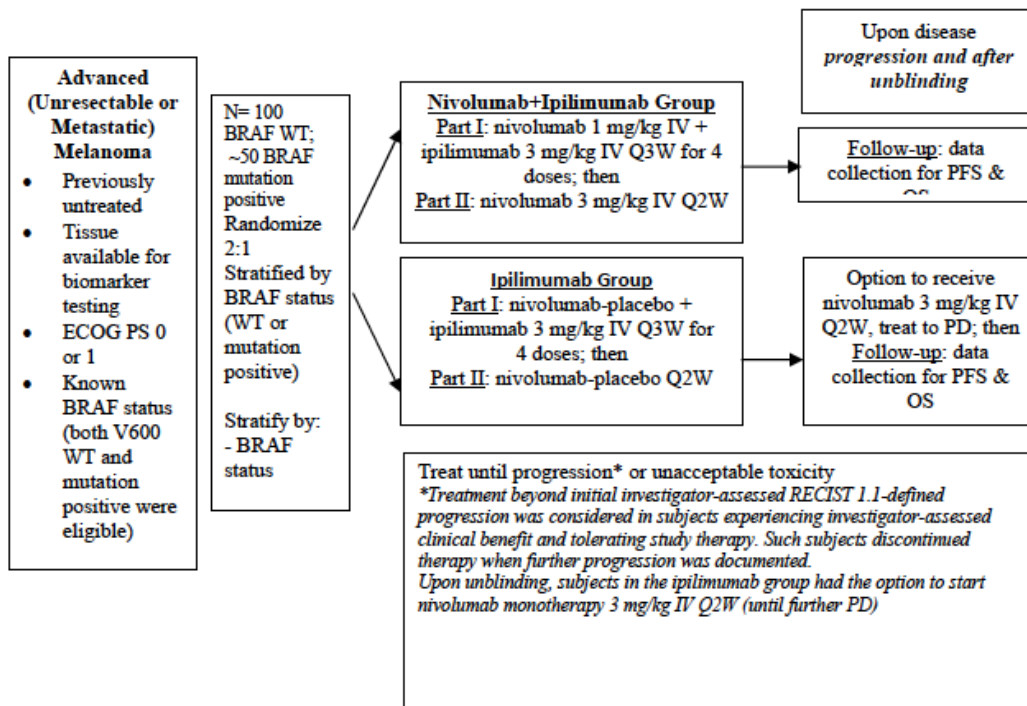 Advanced
(Unresectable or
Metastatic)
Melanoma
• Previously
untreated
• Tissue
available for
biomarker
testing
• ECOG PS 0
or 1
• Known
BRAF status
(both V600
WT and
mutation
positive were
eligible)
N= 100
BRAF WT;
~50 BRAF
mutation
positive
Randomize
2:1
Stratified by
BRAF status
(WT or
mutation
positive)
Stratify by:
- BRAF
status
Nivolumab+Ipilimumab Group
Part I: nivolumab 1 mg/kg IV +
ipilimumab 3 mg/kg IV Q3W for 4
doses; then
Part II: nivolumab 3 mg/kg IV Q2W
Ipilimumab Group
Part I: nivolumab-placebo +
ipilimumab 3 mg/kg IV Q3W for
4 doses; then
Part II: nivolumab-placebo Q2W
Upon disease
progression and after
unblinding
Follow-up: data
collection for PFS &
OS
Option to receive
nivolumab 3 mg/kg IV
Q2W, treat to PD; then
Follow-up: data
collection for PFS &
OS
Treat until progression* or unacceptable toxicity
*Treatment beyond initial investigator-assessed RECIST 1.1-defined
progression was considered in subjects experiencing investigator-assessed
clinical benefit and tolerating study therapy. Such subjects discontinued
therapy when further progression was documented.
Upon unblinding, subjects in the ipilimumab group had the option to start
nivolumab monotherapy 3 mg/kg IV Q2W (until further PD)